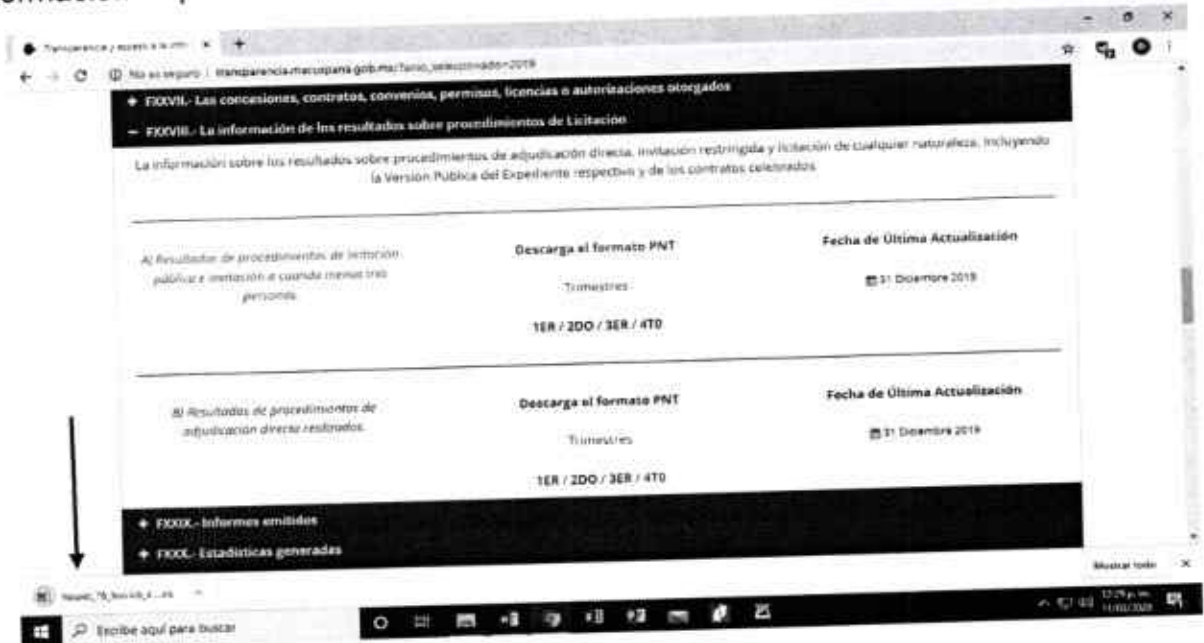 Transparencia y acceso a la
No es seguro | transparencia.macuspana.gob.mx/
+ FXXVII.- Las concesiones, contratos, convenios, permisos, licencias o autorizaciones otorgados
− FXXVIII.- La información de los resultados sobre procedimientos de Licitación
La información sobre los resultados sobre procedimientos de adjudicación directa, invitación restringida y licitación de cualquier naturaleza, incluyendo
la Versión Pública del Expediente respectivo y de los contratos celebrados
A) Resultados de procedimientos de licitación
pública e invitación a cuando menos tres
personas
Descarga el formato PNT
Trimestres
1ER / 2DO / 3ER / 4T0
Fecha de Última Actualización
31 Diciembre 2019
B) Resultados de procedimientos de
adjudicación directa realizados.
Descarga el formato PNT
Trimestres
1ER / 2DO / 3ER / 4T0
Fecha de Última Actualización
31 Diciembre 2019
+ FXXIX.- Informes emitidos
+ FXXX.- Estadísticas generadas
Mostrar todo
Escribe aquí para buscar